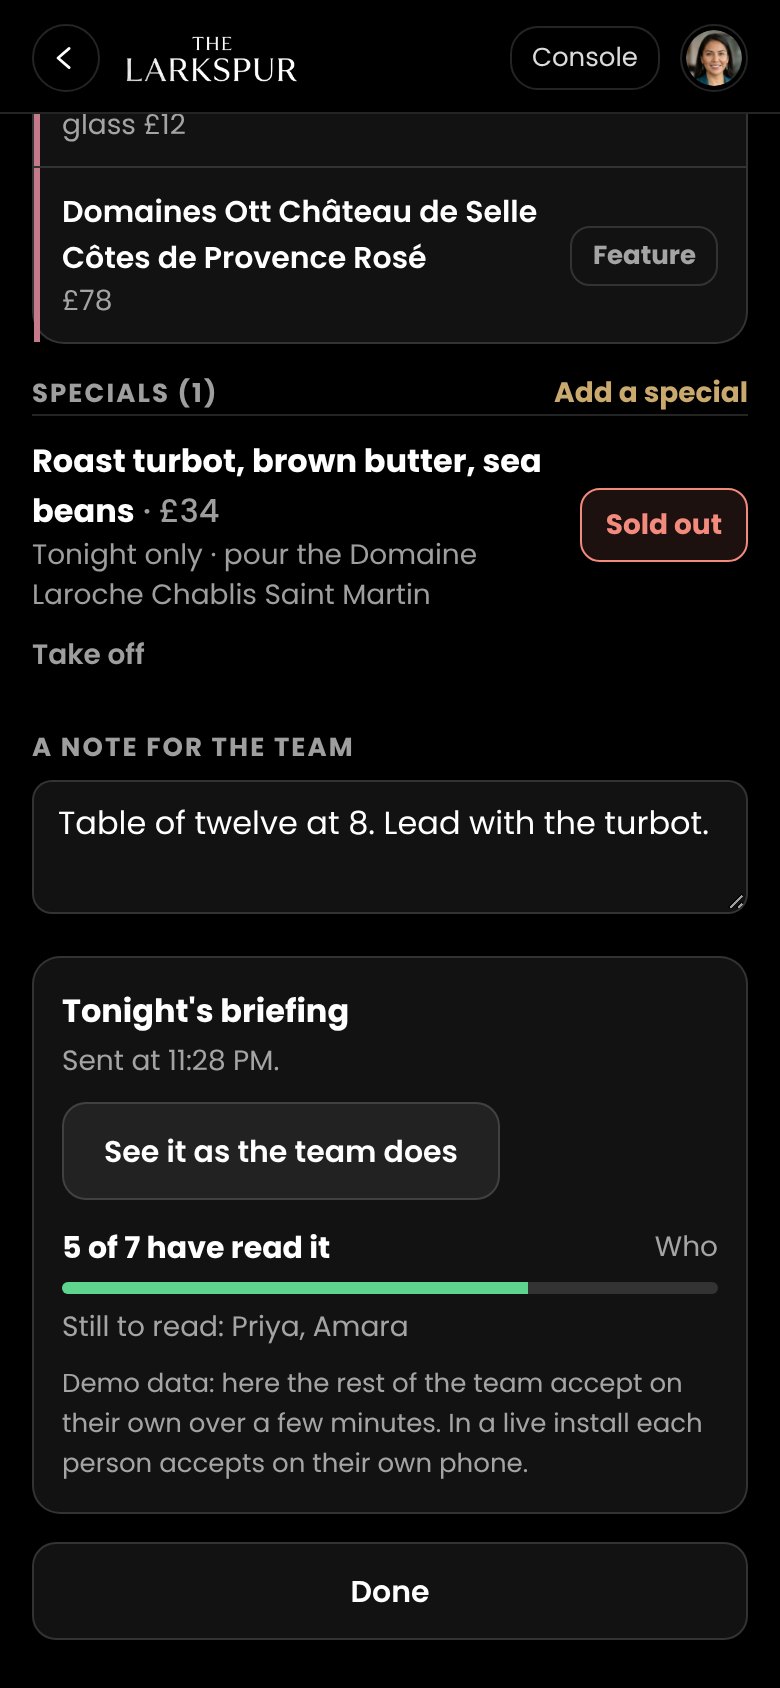 THE
LARKSPUR
Console
glass £12
Domaines Ott Château de Selle
Côtes de Provence Rosé
£78
Feature
SPECIALS (1)
Add a special
Roast turbot, brown butter, sea
beans · £34
Sold out
Tonight only · pour the Domaine
Laroche Chablis Saint Martin
Take off
A NOTE FOR THE TEAM
Table of twelve at 8. Lead with the turbot.
Tonight's briefing
Sent at 11:28 PM.
See it as the team does
5 of 7 have read it
Who
Still to read: Priya, Amara
Demo data: here the rest of the team accept on
their own over a few minutes. In a live install each
person accepts on their own phone.
Done